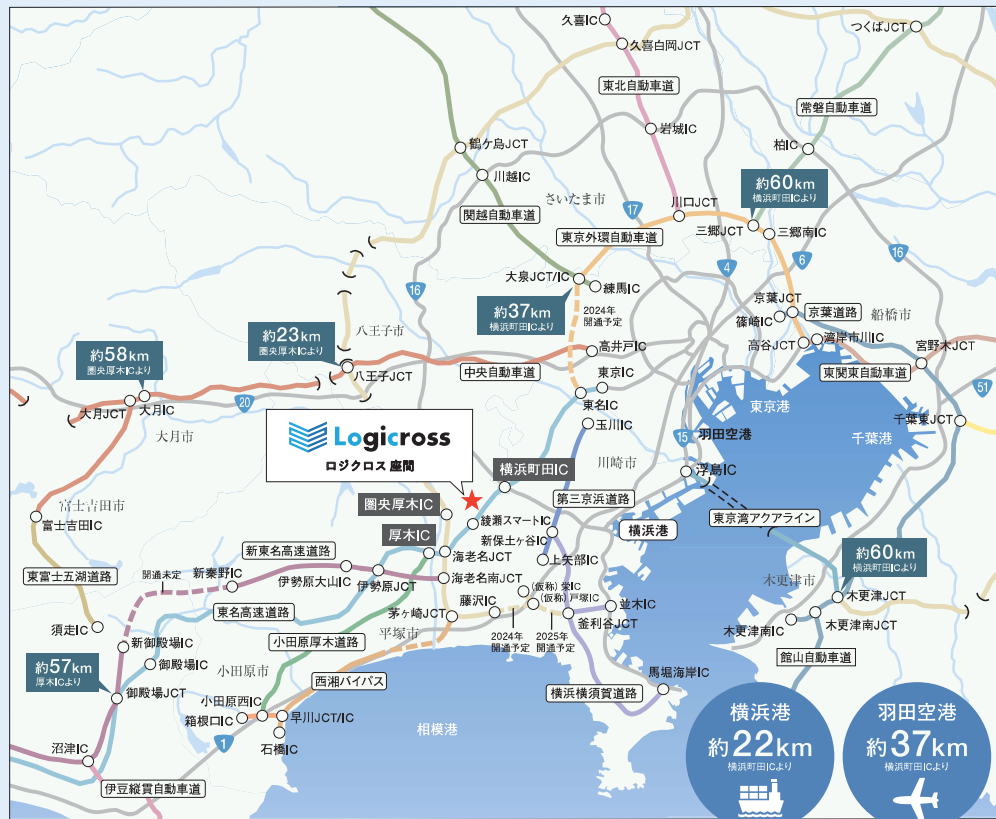 久喜IC
つくばJCT
久喜白岡JCT
東北自動車道
常磐自動車道
岩城IC
鶴ケ島JCT
柏IC
川越IC
約60km
横浜町田ICより
さいたま市
関越自動車道
17
川口JCT
三郷JCT
三郷南IC
東京外環自動車道
16
4
6
16
大泉JCT/IC
練馬IC
約37km
横浜町田ICより
2024年
開通予定
京葉JCT
京葉道路
船橋市
篠崎IC
約23km
圏央厚木ICより
八王子市
高井戸IC
高谷JCT
湾岸市川IC
宮野木JCT
約58km
圏央厚木ICより
八王子JCT
中央自動車道
東京IC
東関東自動車道
51
大月JCT
大月IC
20
東名IC
東京港
千葉東JCT
大月市
玉川IC
Logicross
ロジクロス 座間
15
羽田空港
千葉港
横浜町田IC
川崎市
浮島IC
富士吉田市
圏央厚木IC
第三京浜道路
富士吉田IC
綾瀬スマートIC
横浜港
東京湾アクアライン
厚木IC
新保土ヶ谷IC
新東名高速道路
海老名JCT
上矢部IC
約60km
横浜町田ICより
東富士五湖道路
開通未定
新秦野IC
伊勢原大山IC
伊勢原JCT
海老名南JCT
木更津市
(仮称)栄IC
(仮称)戸塚IC
木更津JCT
東名高速道路
藤沢IC
並木IC
茅ヶ崎JCT
釜利谷JCT
木更津南IC
木更津南JCT
須走IC
小田原厚木道路
平塚市
2024年
開通予定
2025年
開通予定
新御殿場IC
館山自動車道
御殿場IC
小田原市
約57km
厚木ICより
西湘バイパス
横浜横須賀道路
馬堀海岸IC
御殿場JCT
小田原西IC
箱根口IC
早川JCT/IC
横浜港
約22km
横浜町田ICより
羽田空港
約37km
横浜町田ICより
沼津IC
1
石橋IC
相模港
伊豆縦貫自動車道